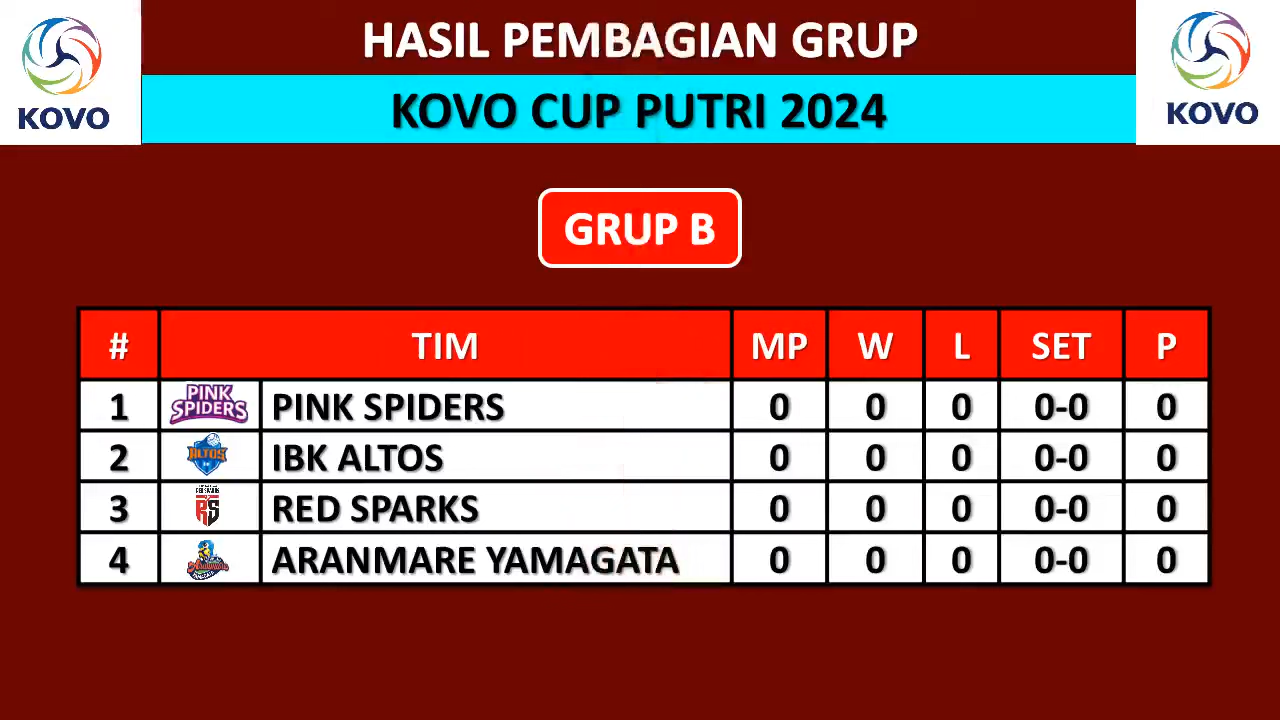 HASIL PEMBAGIAN GRUP
KOVO CUP PUTRI 2024
KOVO
KOVO
GRUP B
# TIM MP W L SET P
1 PINK SPIDERS PINK SPIDERS 0 0 0 0-0 0
2 ALTOS IBK ALTOS 0 0 0 0-0 0
3 RS RED SPARKS 0 0 0 0-0 0
4 ARANMARE YAMAGATA 0 0 0 0-0 0